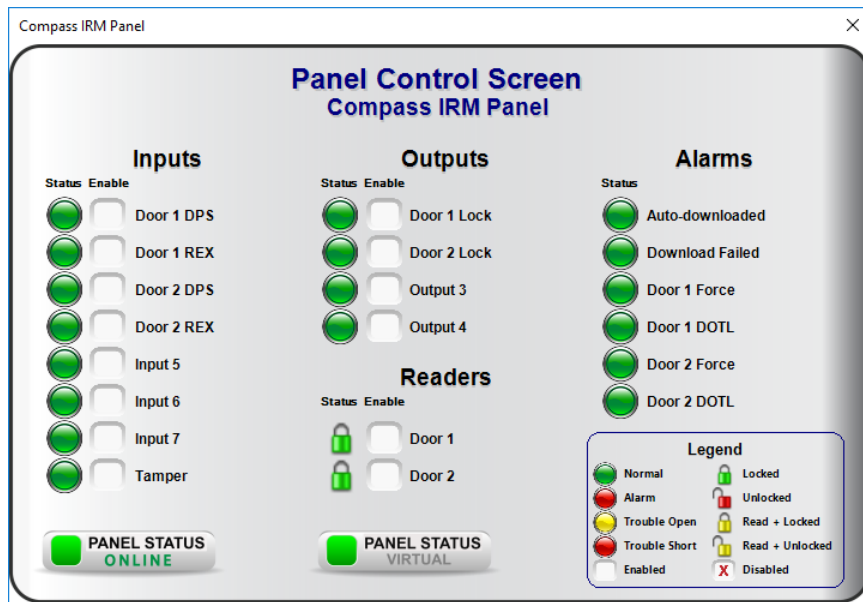 Compass IRM Panel
Panel Control Screen
Compass IRM Panel
Inputs
Status Enable
Door 1 DPS
Door 1 REX
Door 2 DPS
Door 2 REX
Input 5
Input 6
Input 7
Tamper
PANEL STATUS
ONLINE
Outputs
Status Enable
Door 1 Lock
Door 2 Lock
Output 3
Output 4
Readers
Status Enable
Door 1
Door 2
PANEL STATUS
VIRTUAL
Alarms
Status
Auto-downloaded
Download Failed
Door 1 Force
Door 1 DOTL
Door 2 Force
Door 2 DOTL
Legend
Normal
Locked
Alarm
Unlocked
Trouble Open
Read + Locked
Trouble Short
Read + Unlocked
Enabled
X Disabled